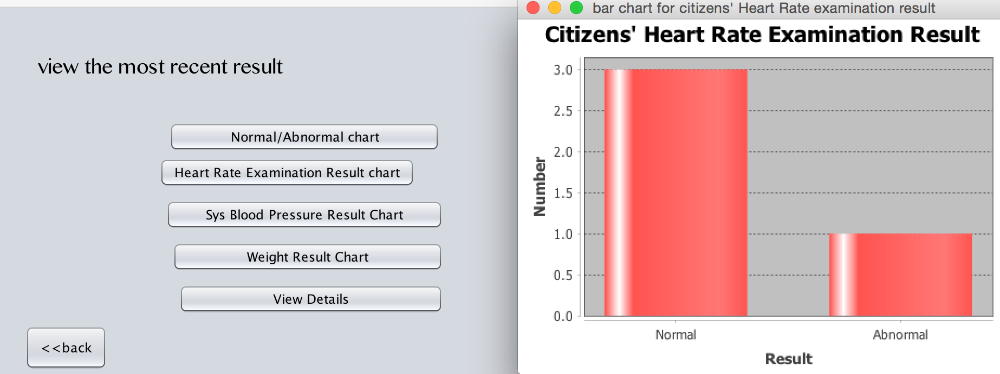 view the most recent result
Normal/Abnormal chart
Heart Rate Examination Result chart
Sys Blood Pressure Result Chart
Weight Result Chart
View Details
<<back
bar chart for citizens' Heart Rate examination result
Citizens' Heart Rate Examination Result
3.0
2.5
2.0
1.5
1.0
0.5
0.0
Number
Normal
Abnormal
Result